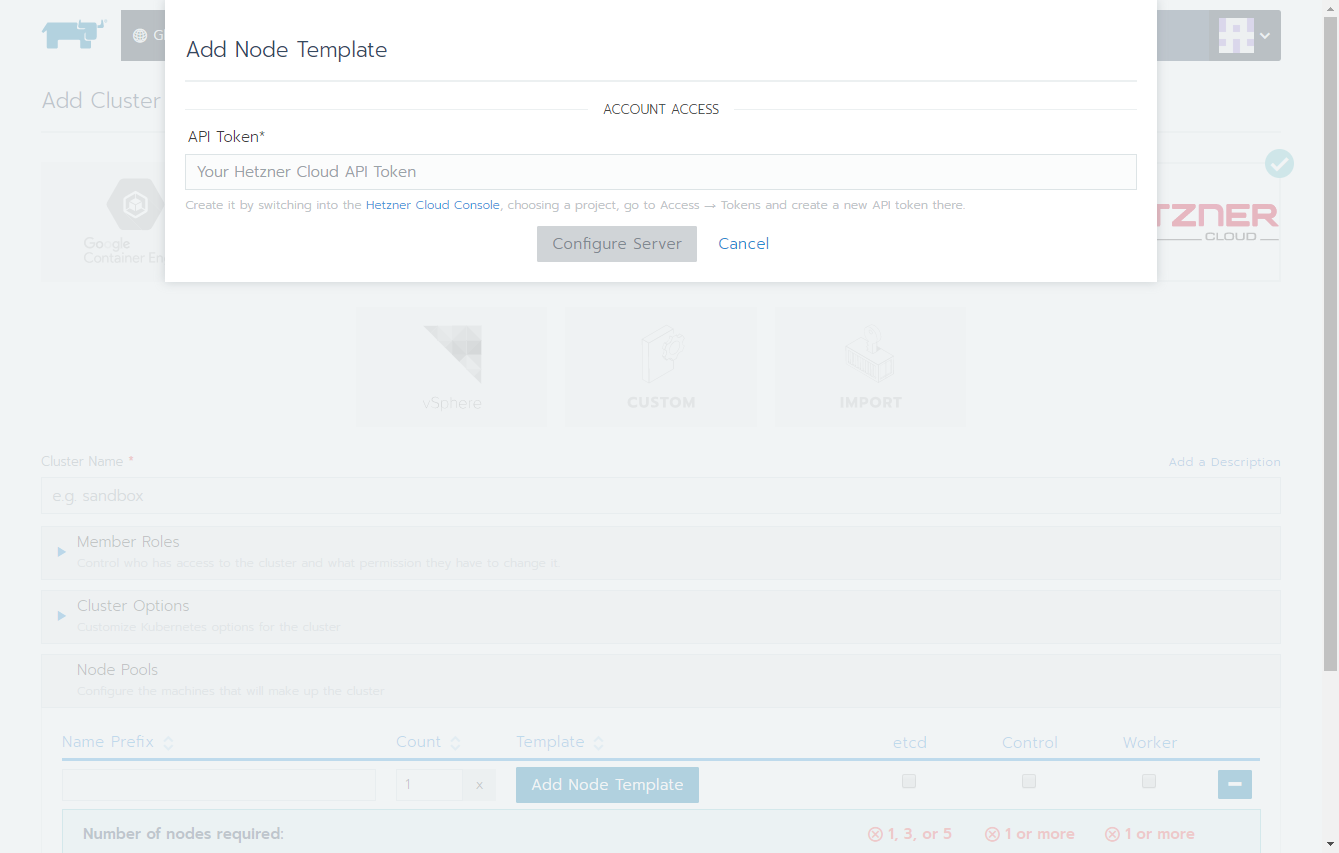 Add Node Template
ACCOUNT ACCESS
API Token*
Your Hetzner Cloud API Token
Create it by switching into the Hetzner Cloud Console, choosing a project, go to Access → Tokens and create a new API token there.
Configure Server
Cancel
Add Cluster
Google
Container
TZNER
CLOUD
vSphere
CUSTOM
IMPORT
Cluster Name *
Add a Description
e.g. sandbox
Member Roles
Control who has access to the cluster and what permission they have to change it.
Cluster Options
Customize Kubernetes options for the cluster
Node Pools
Configure the machines that will make up the cluster
Name Prefix
Count
Template
etcd
Control
Worker
1
x
Add Node Template
Number of nodes required:
1, 3, or 5
1 or more
1 or more